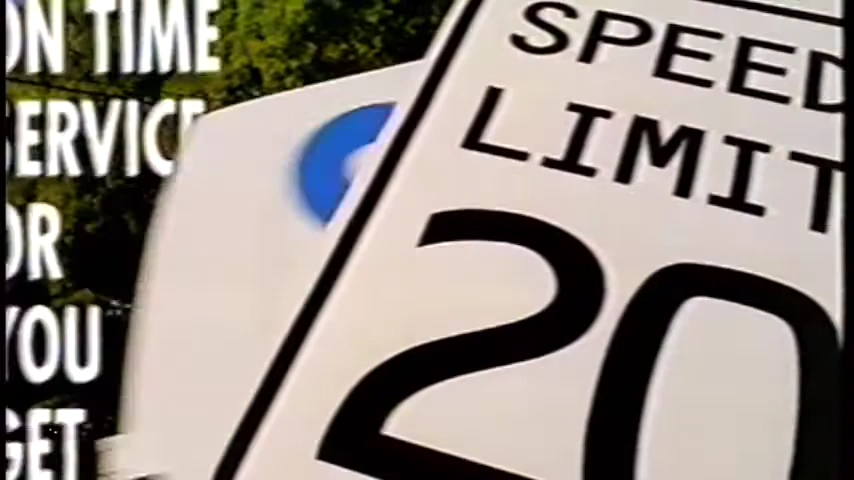 ON TIME
SERVICE
OR
YOU
GET
SPEED
LIMIT
20